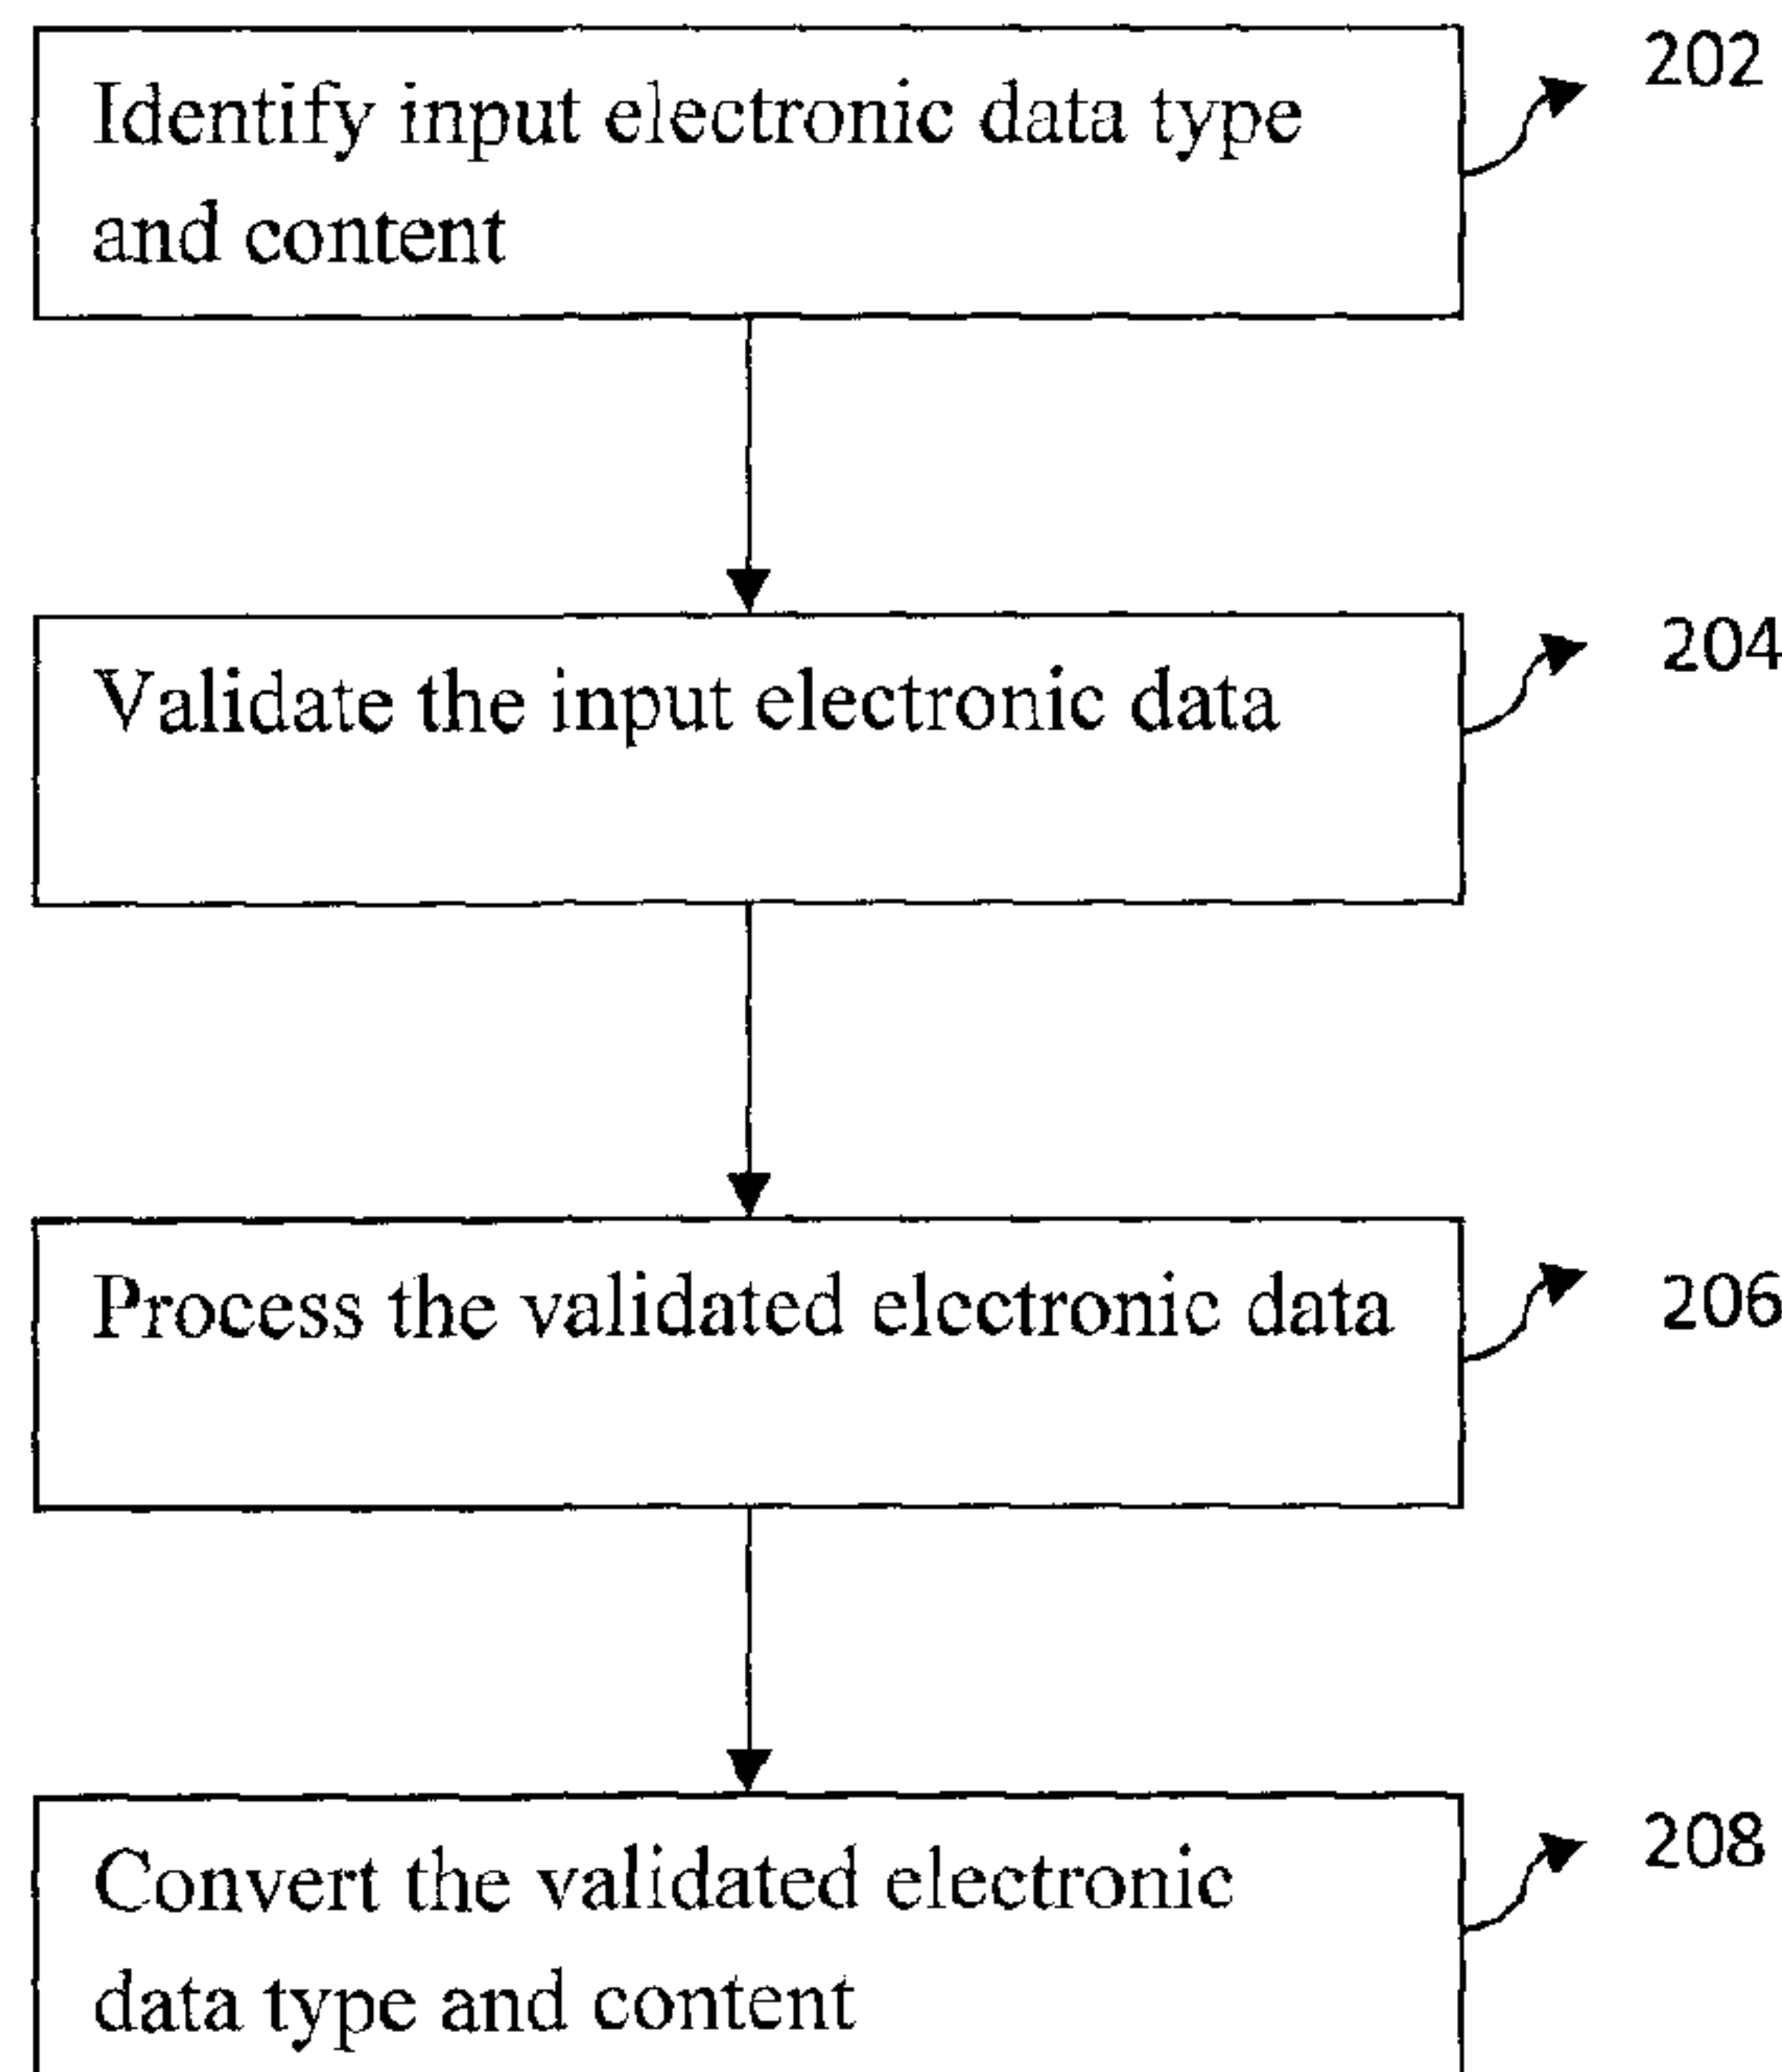 202
Identify input electronic data type
and content
204
Validate the input electronic data
206
Process the validated electronic data
208
Convert the validated electronic
data type and content